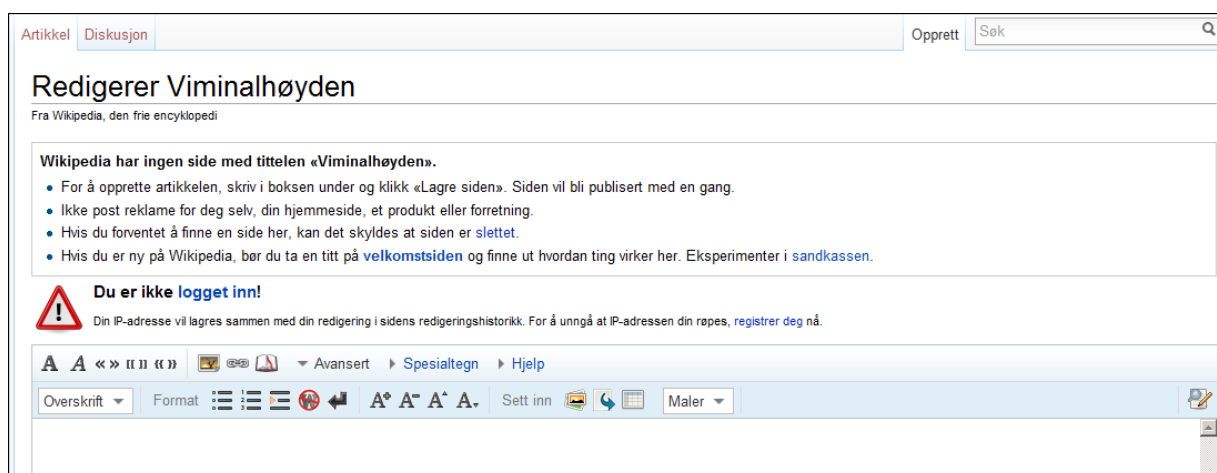 Artikkel Diskusjon Opprett Søk
Redigerer Viminalhøyden
Fra Wikipedia, den frie encyklopedi
Wikipedia har ingen side med tittelen «Viminalhøyden».
For å opprette artikkelen, skriv i boksen under og klikk «Lagre siden». Siden vil bli publisert med en gang.
Ikke post reklame for deg selv, din hjemmeside, et produkt eller forretning.
Hvis du forventet å finne en side her, kan det skyldes at siden er slettet.
Hvis du er ny på Wikipedia, bør du ta en titt på velkomstsiden og finne ut hvordan ting virker her. Eksperimenter i sandkassen.
Du er ikke logget inn!
Din IP-adresse vil lagres sammen med din redigering i sidens redigeringshistorikk. For å unngå at IP-adressen din røpes, registrer deg nå.
A A «» [[ ]] «» Avansert Spesialtegn Hjelp
Overskrift Format A A A A Sett inn Maler